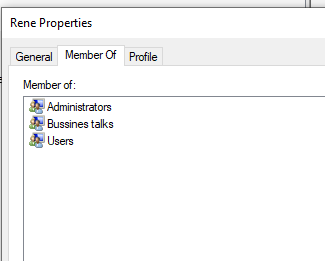 Rene Properties
General Member Of Profile
Member of:
Administrators
Bussines talks
Users